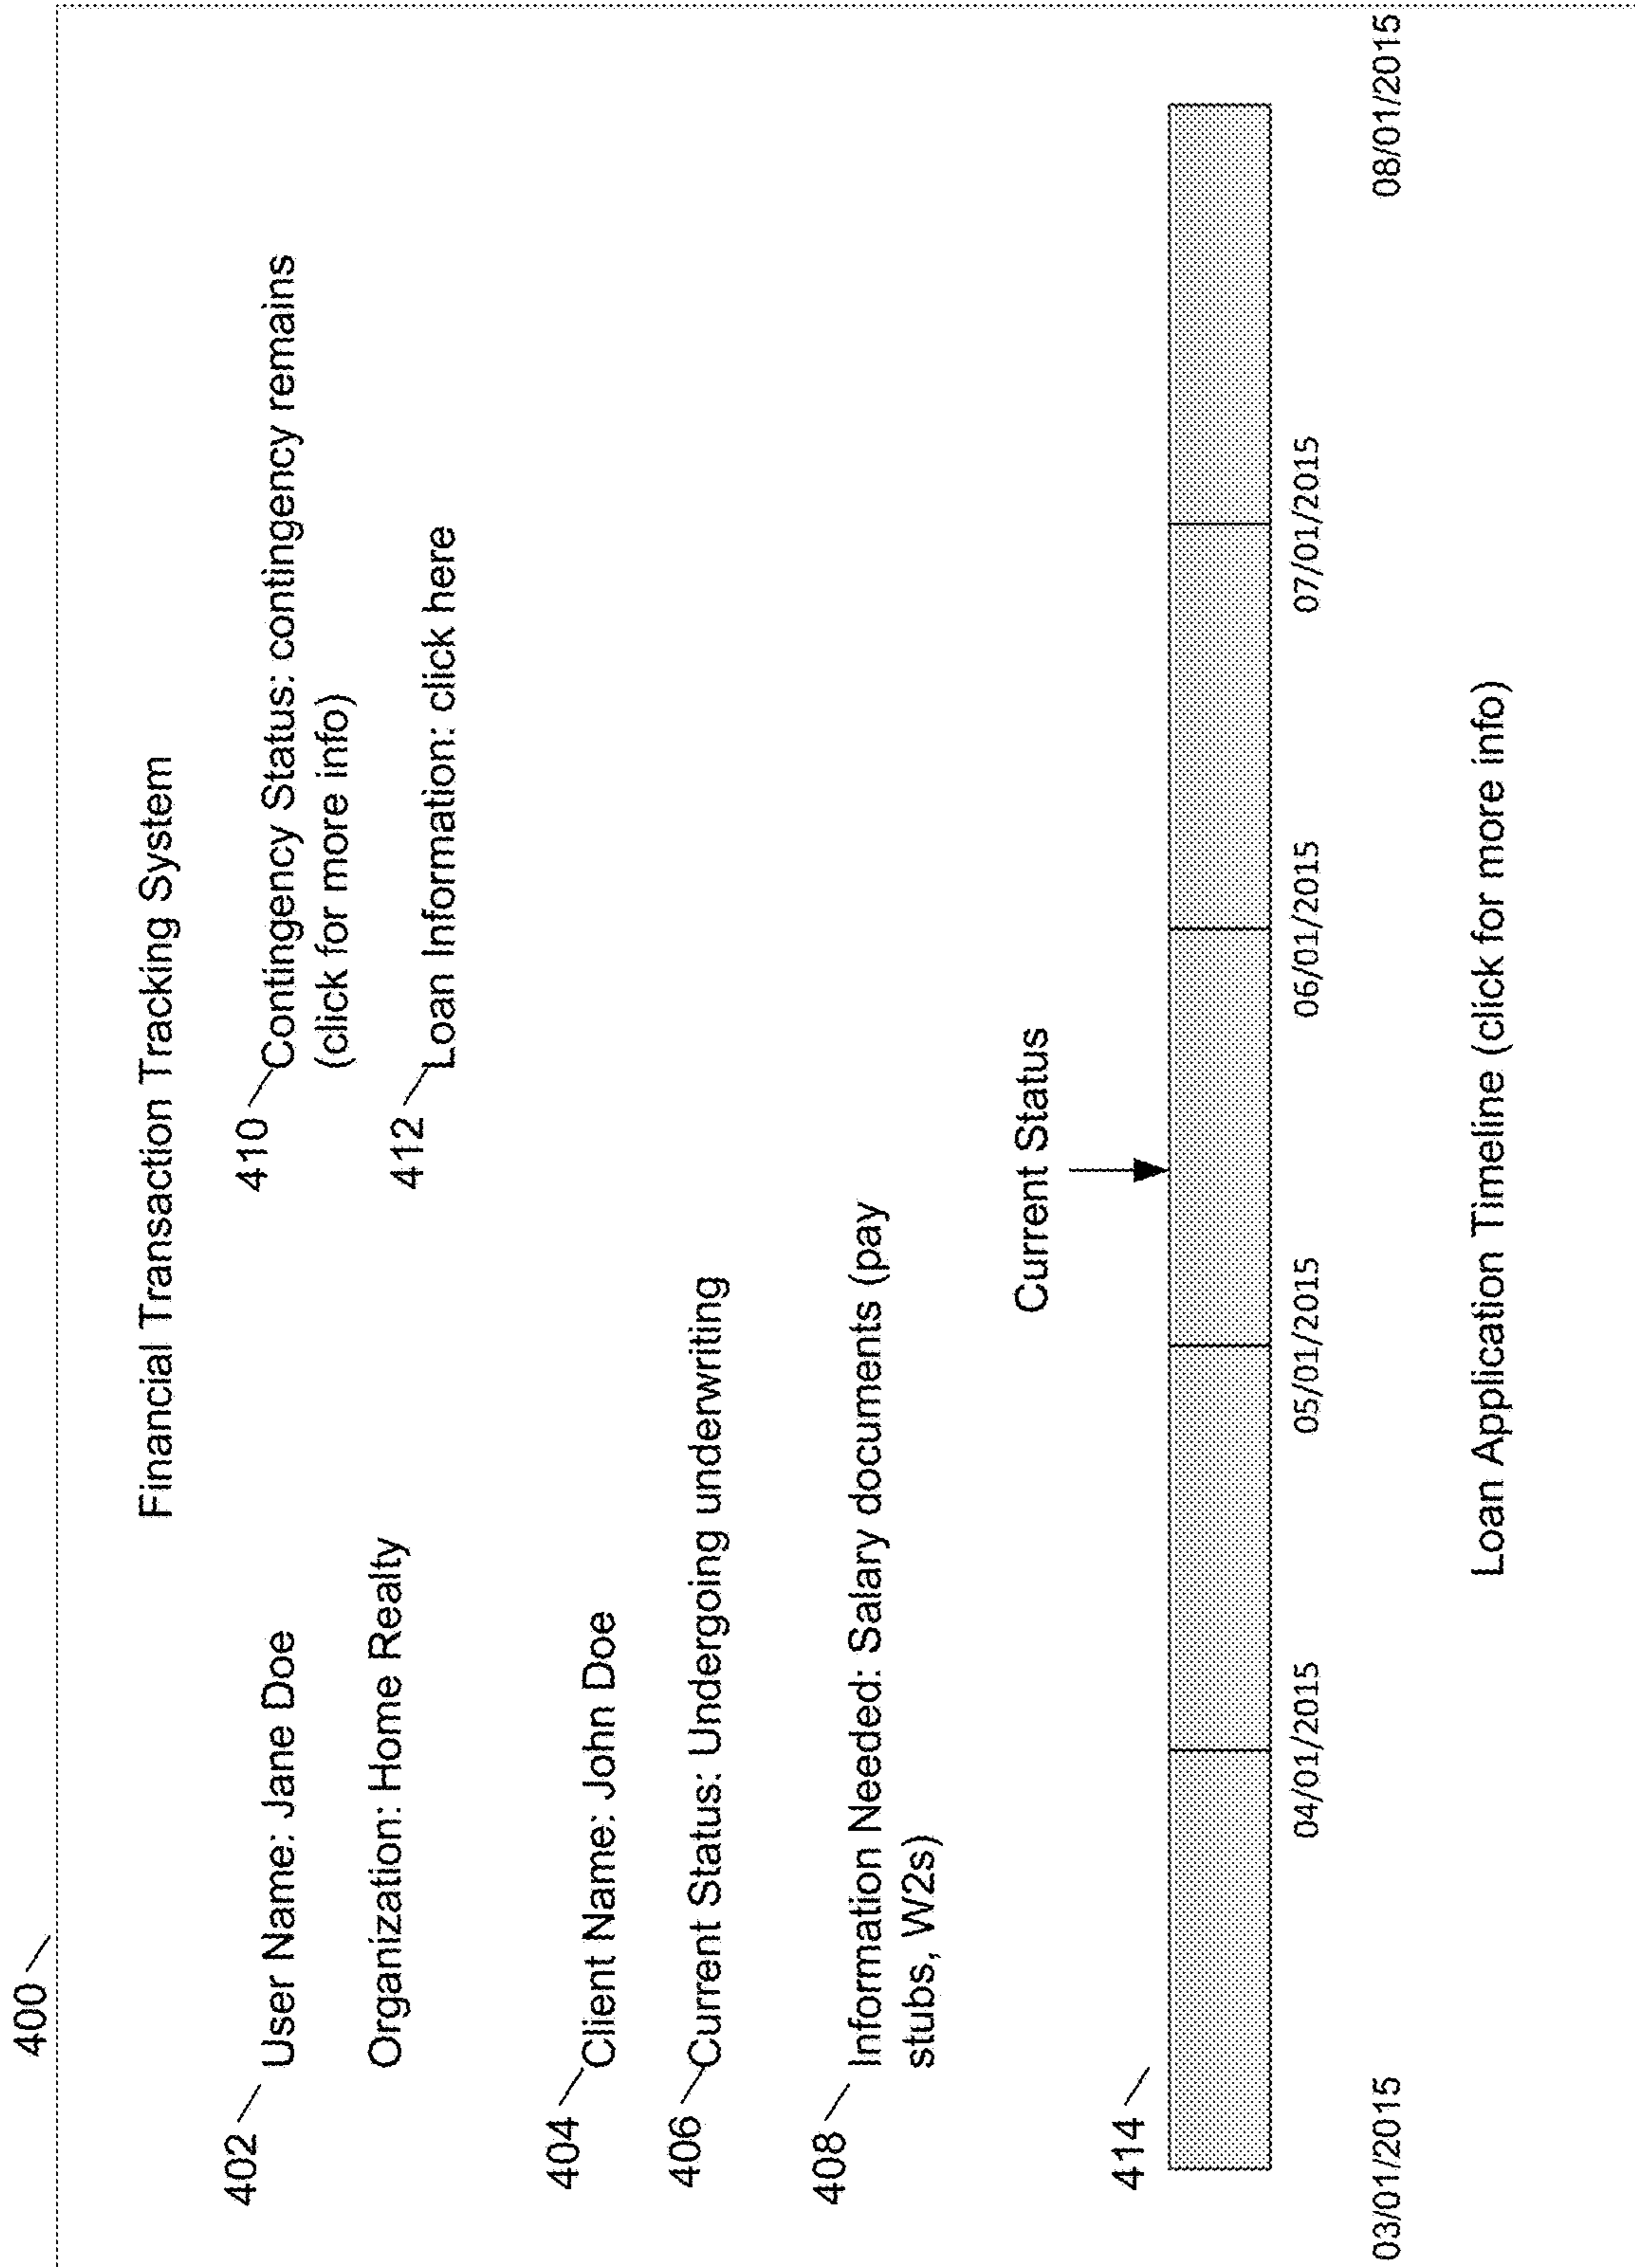 400
Financial Transaction Tracking System
402
User Name: Jane Doe
Organization: Home Realty
410
Contingency Status: contingency remains
(click for more info)
412
Loan Information: click here
404
Client Name: John Doe
406
Current Status: Undergoing underwriting
408
Information Needed: Salary documents (pay
stubs, W2s)
Current Status
414
04/01/2015
05/01/2015
06/01/2015
07/01/2015
03/01/2015
08/01/2015
Loan Application Timeline (click for more info)